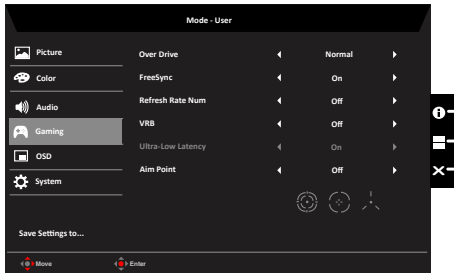 Mode - User
Picture
Color
Audio
Gaming
OSD
System
Over Drive Normal
FreeSync On
Refresh Rate Num Off
VRB Off
Ultra-Low Latency On
Aim Point Off
Save Settings to...
Move Enter